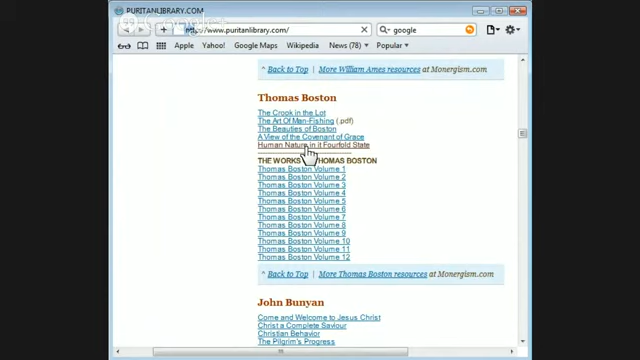 PURITANLIBRARY.COM
Google+
http://www.puritanlibrary.com/
google
Apple Yahoo! Google Maps Wikipedia News (78) Popular
^ Back to Top | More William Ames resources at Monergism.com
Thomas Boston
The Crook in the Lot
The Art Of Man-Fishing (.pdf)
The Beauties of Boston
A View of the Covenant of Grace
Human Nature in it Fourfold State
THE WORKS THOMAS BOSTON
Thomas Boston Volume 1
Thomas Boston Volume 2
Thomas Boston Volume 3
Thomas Boston Volume 4
Thomas Boston Volume 5
Thomas Boston Volume 6
Thomas Boston Volume 7
Thomas Boston Volume 8
Thomas Boston Volume 9
Thomas Boston Volume 10
Thomas Boston Volume 11
Thomas Boston Volume 12
^ Back to Top | More Thomas Boston resources at Monergism.com
John Bunyan
Come and Welcome to Jesus Christ
Christ a Complete Saviour
Christian Behavior
The Pilgrim's Progress